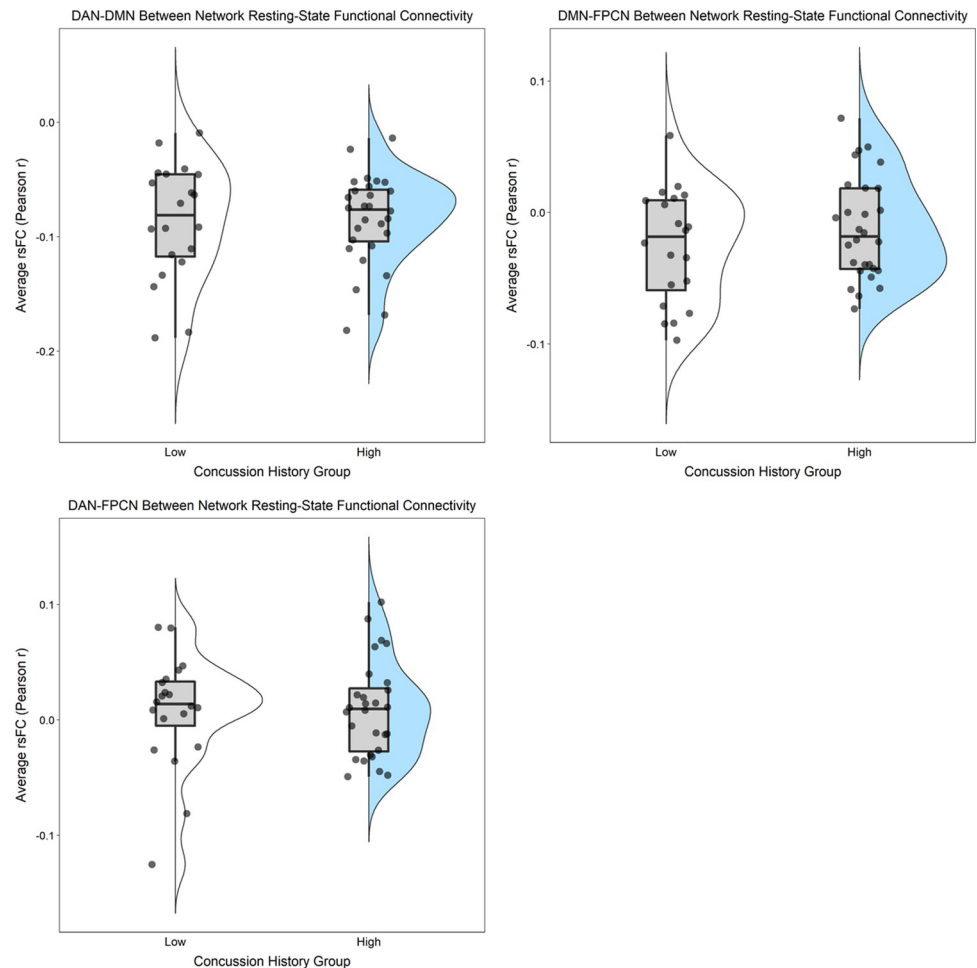 DAN-DMN Between Network Resting-State Functional Connectivity
Average rsFC (Pearson r)
0.0
-0.1
-0.2
Low High
Concussion History Group
DMN-FPCN Between Network Resting-State Functional Connectivity
Average rsFC (Pearson r)
0.1
0.0
-0.1
Low High
Concussion History Group
DAN-FPCN Between Network Resting-State Functional Connectivity
Average rsFC (Pearson r)
0.1
0.0
-0.1
Low High
Concussion History Group